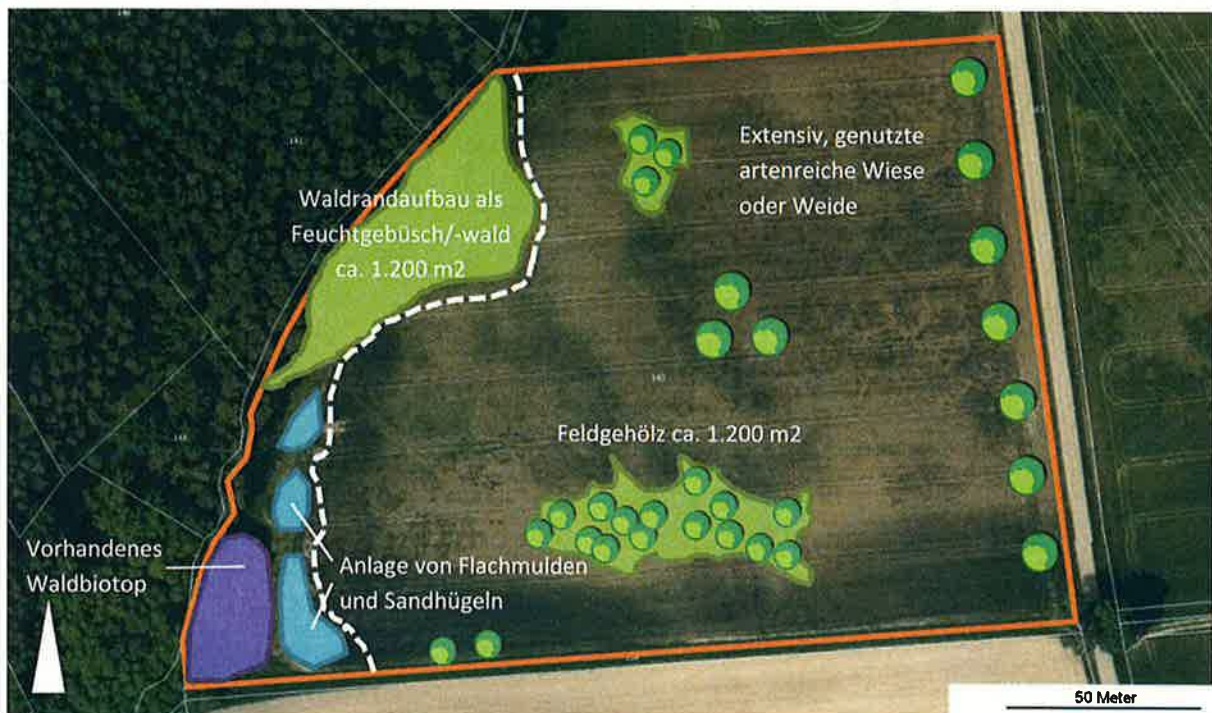 Extensiv, genutzte
artenreiche Wiese
oder Weide
Waldrandaufbau als
Feuchtgebüsch/-wald
ca. 1.200 m2
Feldgehölz ca. 1.200 m2
Vorhandenes
Waldbiotop
Anlage von Flachmulden
und Sandhügeln
50 Meter